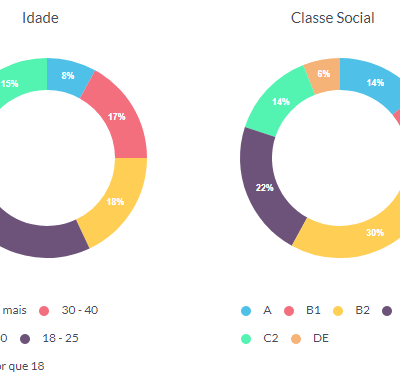 Idade
Classe Social
8%
17%
18%
15%
14%
30%
22%
14%
6%
mais 30 - 40
0 18 - 25
r que 18
A B1 B2
C2 DE